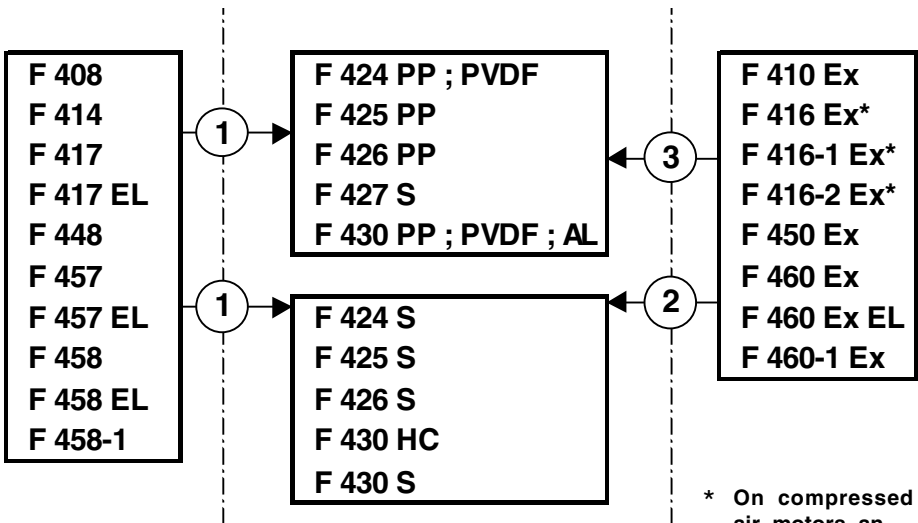 F 408
F 414
F 417
F 417 EL
F 448
F 457
F 457 EL
F 458
F 458 EL
F 458-1
1
1
F 424 PP ; PVDF
F 425 PP
F 426 PP
F 427 S
F 430 PP ; PVDF ; AL
F 424 S
F 425 S
F 426 S
F 430 HC
F 430 S
3
2
F 410 Ex
F 416 Ex*
F 416-1 Ex*
F 416-2 Ex*
F 450 Ex
F 460 Ex
F 460 Ex EL
F 460-1 Ex
* On compressed
air motors an